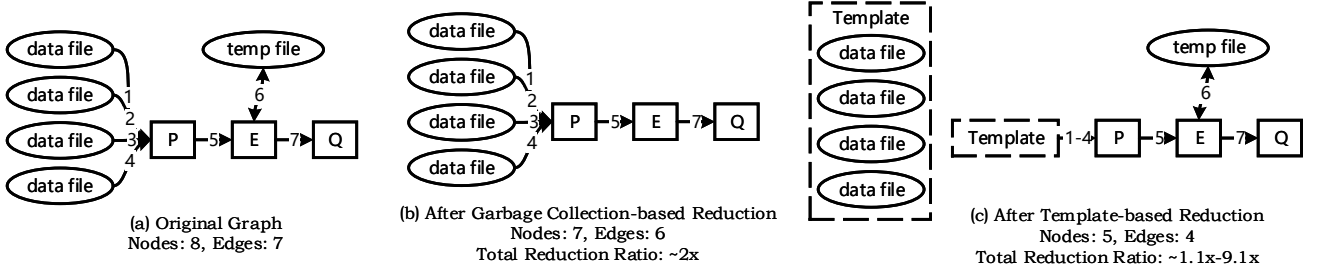 data file
data file
data file
data file
temp file
1
2
3
4
P
5
E
6
7
Q
(a) Original Graph
Nodes: 8, Edges: 7
data file
data file
data file
data file
1
2
3
4
P
5
E
7
Q
(b) After Garbage Collection-based Reduction
Nodes: 7, Edges: 6
Total Reduction Ratio: ~2x
Template
data file
data file
data file
data file
temp file
6
Template
1-4
P
5
E
7
Q
(c) After Template-based Reduction
Nodes: 5, Edges: 4
Total Reduction Ratio: ~1.1x-9.1x